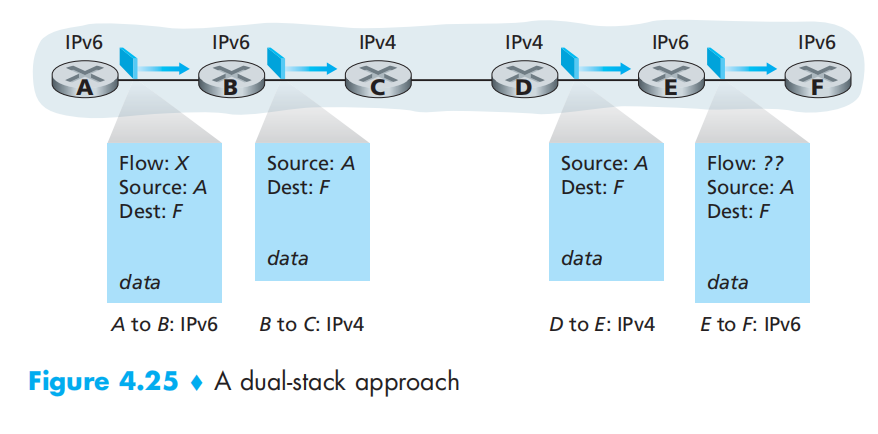 IPv6 IPv6 IPv4 IPv4 IPv6 IPv6
A B C D E F
Flow: X
Source: A
Dest: F
data
Source: A
Dest: F
data
Source: A
Dest: F
data
Flow: ??
Source: A
Dest: F
data
A to B: IPv6 B to C: IPv4 D to E: IPv4 E to F: IPv6
Figure 4.25 ♦ A dual-stack approach